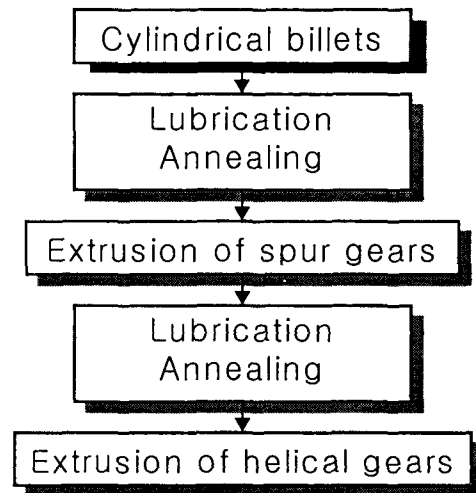 Cylindrical billets
Lubrication
Annealing
Extrusion of spur gears
Lubrication
Annealing
Extrusion of helical gears